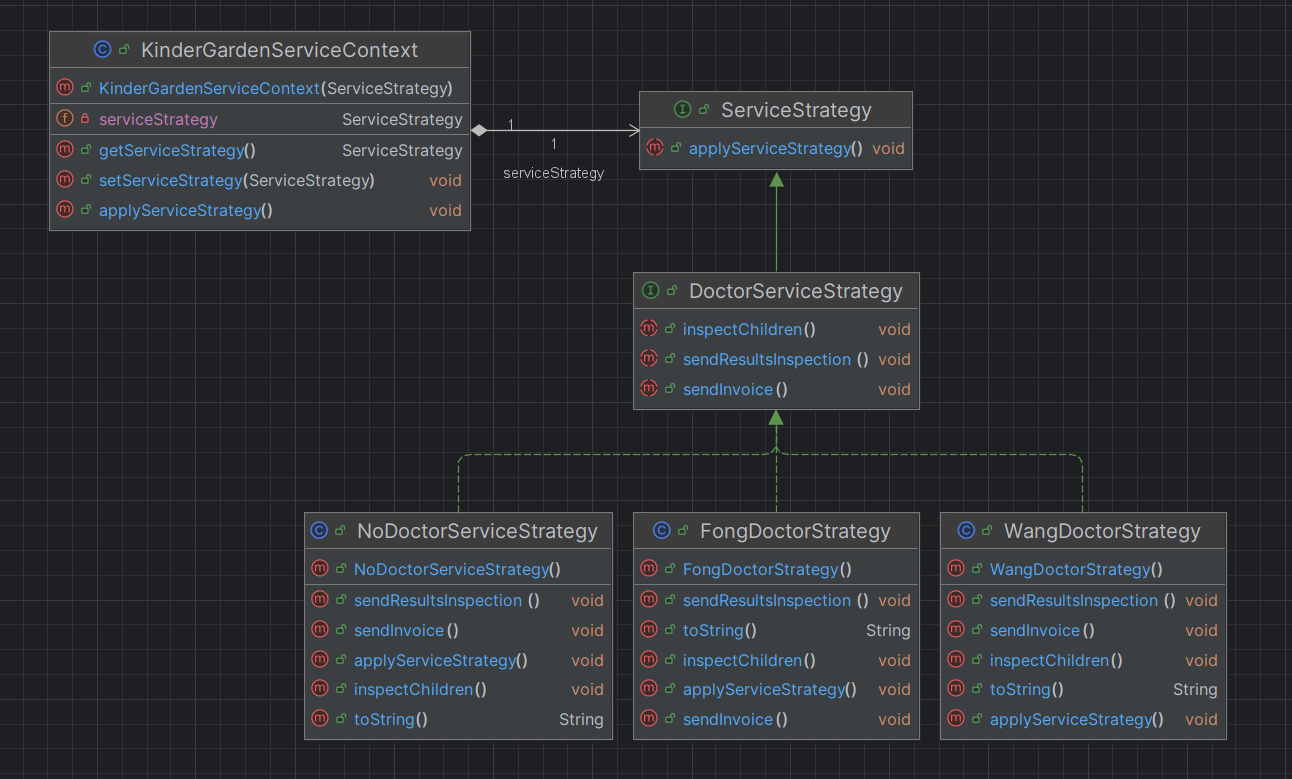 KinderGardenServiceContext
KinderGardenServiceContext(ServiceStrategy)
serviceStrategy ServiceStrategy
getServiceStrategy() ServiceStrategy
setServiceStrategy(ServiceStrategy) void
applyServiceStrategy() void
1
1
serviceStrategy
ServiceStrategy
applyServiceStrategy() void
DoctorServiceStrategy
inspectChildren() void
sendResultsInspection () void
sendInvoice() void
NoDoctorServiceStrategy
NoDoctorServiceStrategy()
sendResultsInspection () void
sendInvoice() void
applyServiceStrategy() void
inspectChildren() void
toString() String
FongDoctorStrategy
FongDoctorStrategy()
sendResultsInspection () void
toString() String
inspectChildren() void
applyServiceStrategy() void
sendInvoice() void
WangDoctorStrategy
WangDoctorStrategy()
sendResultsInspection () void
sendInvoice() void
inspectChildren() void
toString() String
applyServiceStrategy() void